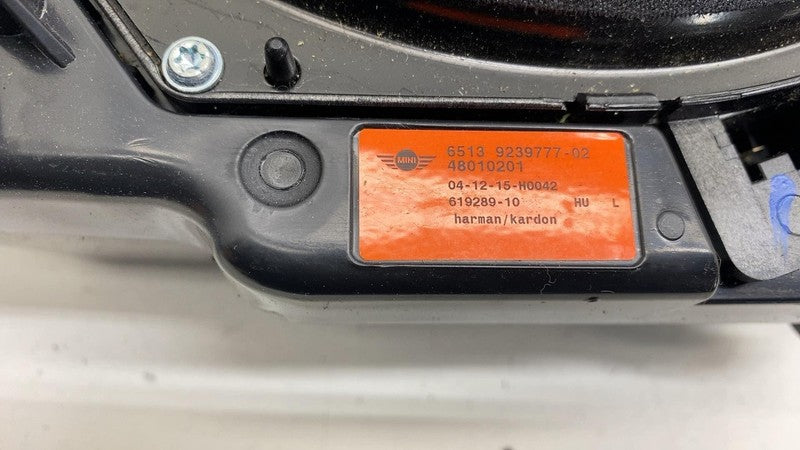 MINI
6513 9239777-02
48010201
04-12-15-H0042
619289-10 HU L
harman/kardon